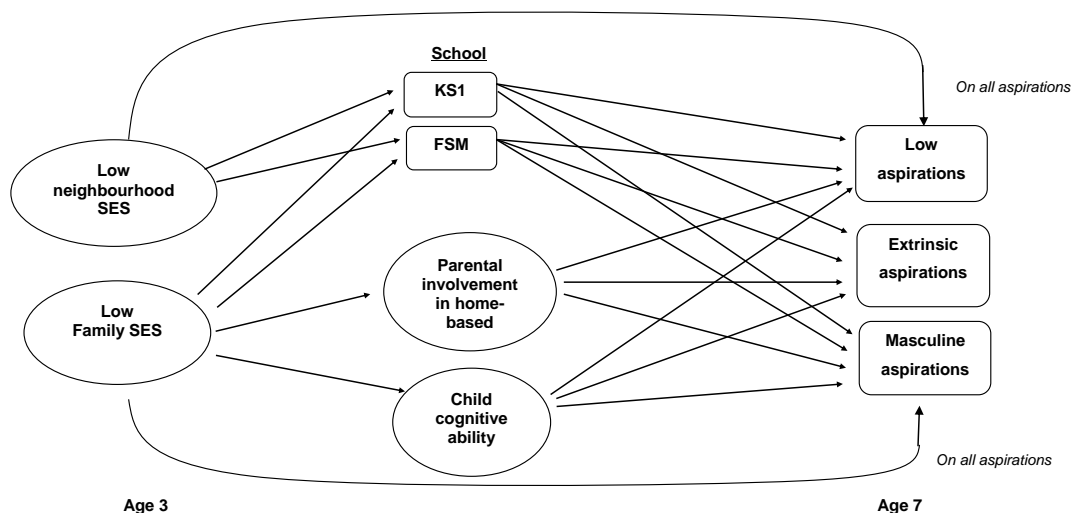 School
KS1
On all aspirations
FSM
Low
neighbourhood
SES
Low
aspirations
Parental
involvement
in home-
based
Extrinsic
aspirations
Low
Family SES
Masculine
aspirations
Child
cognitive
ability
On all aspirations
Age 3
Age 7